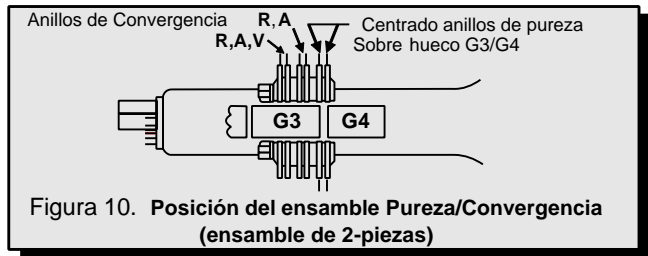 Anillos de Convergencia R,A Centrado anillos de pureza
R,A,V Sobre hueco G3/G4
G3 G4
Figura 10. Posición del ensamble Pureza/Convergencia
(ensamble de 2-piezas)